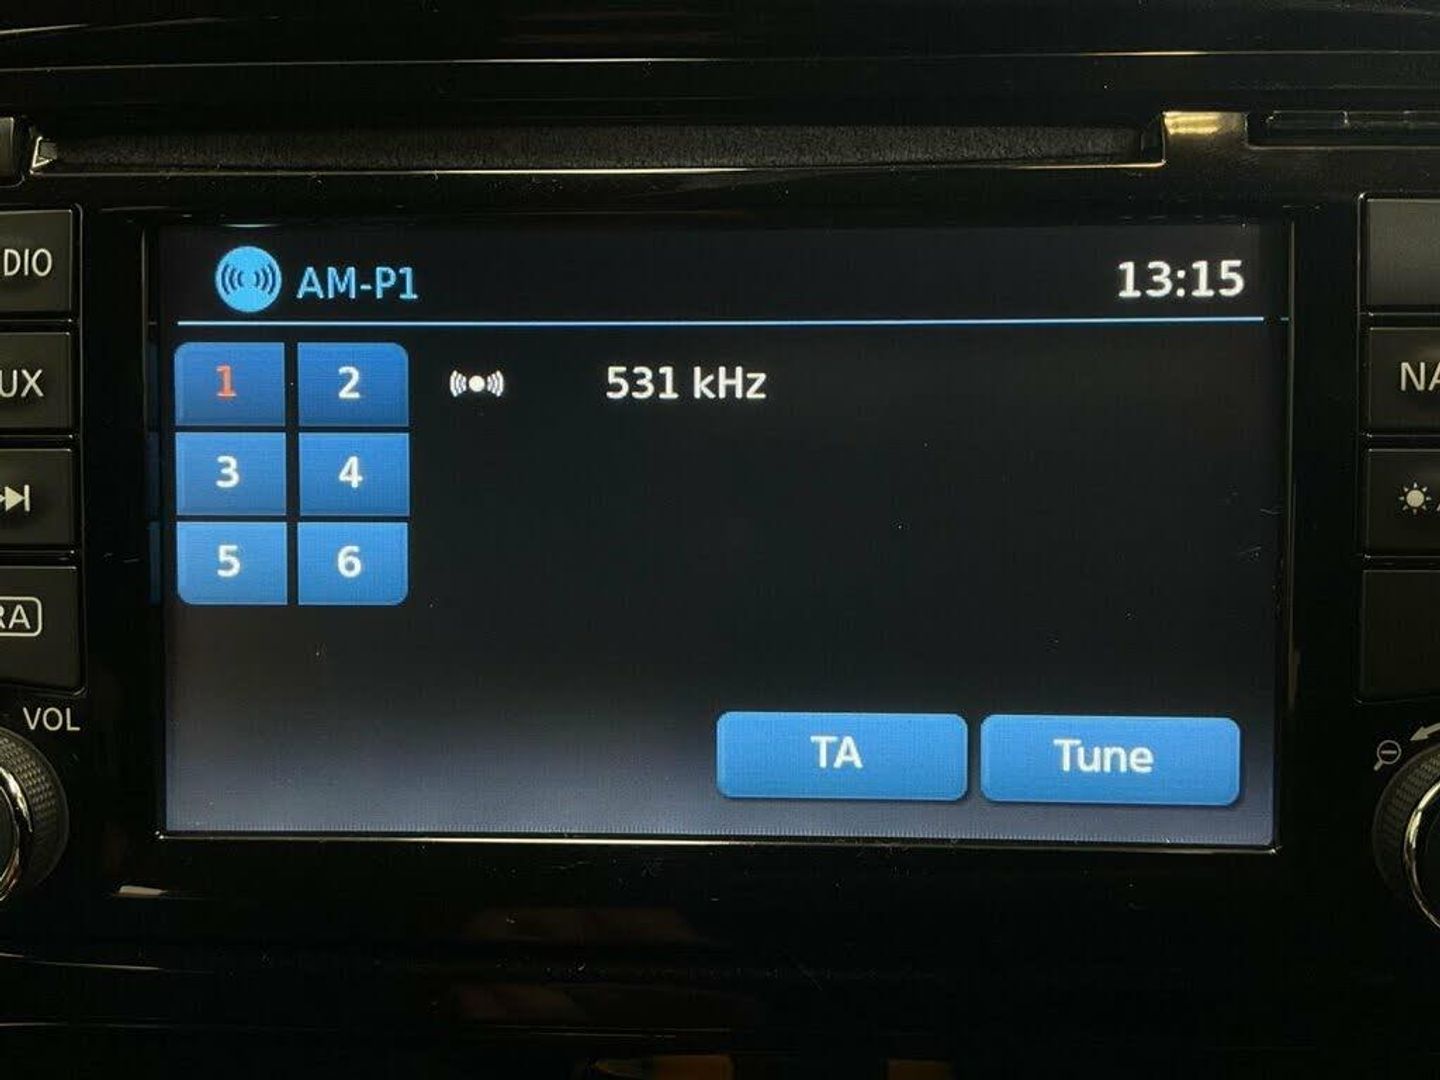 AM-P1
13:15
DIO
1 2
531 kHz
UX
NA
3 4
5 6
RA
VOL
TA
Tune